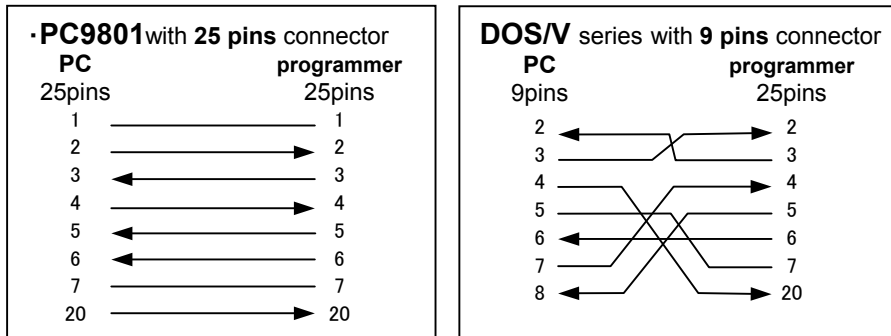 ·PC9801 with 25 pins connector
PC programmer
25pins 25pins
1 1
2 2
3 3
4 4
5 5
6 6
7 7
20 20
DOS/V series with 9 pins connector
PC programmer
9pins 25pins
2 2
3 3
4 4
5 5
6 6
7 7
8 20